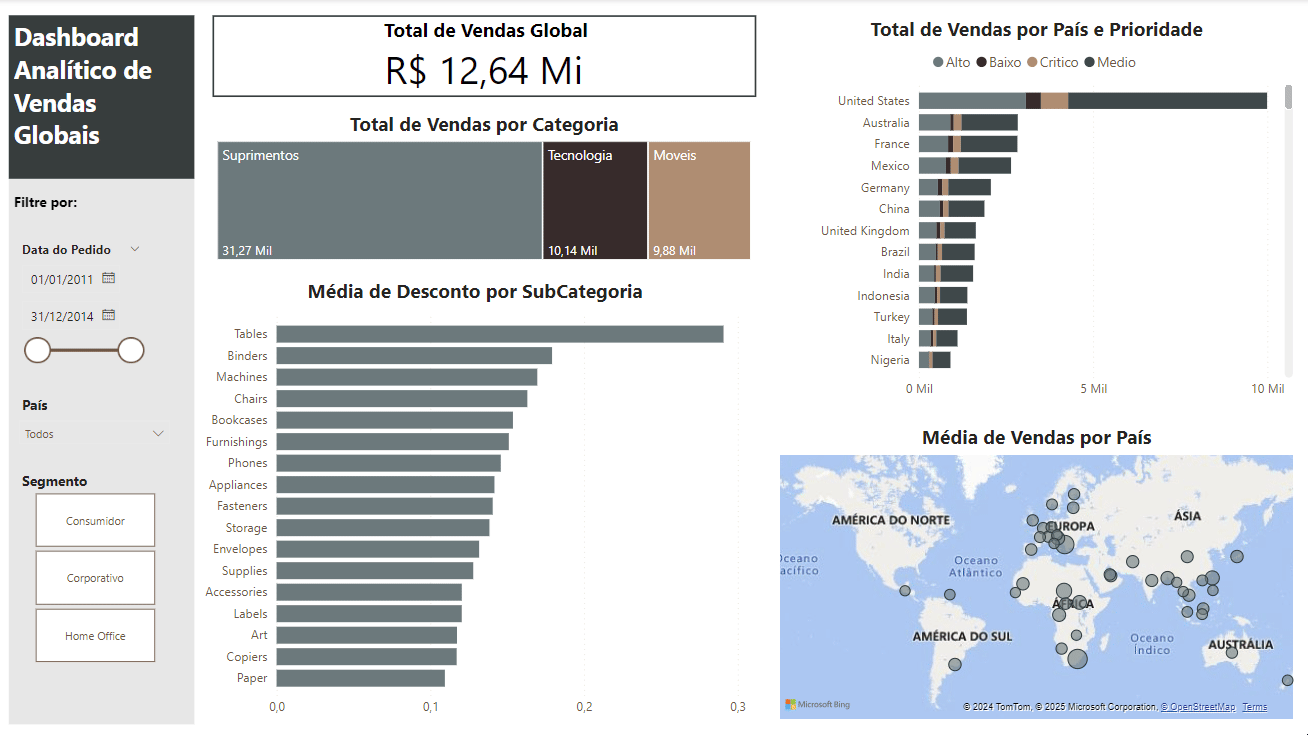 Dashboard
Analítico de
Vendas
Globais
Filtre por:
Data do Pedido
01/01/2011
31/12/2014
País
Todos
Segmento
Consumidor
Corporativo
Home Office
Total de Vendas Global
R$ 12,64 Mi
Total de Vendas por Categoria
Suprimentos
31,27 Mil
Tecnologia
10,14 Mil
Moveis
9,88 Mil
Média de Desconto por SubCategoria
Tables
Binders
Machines
Chairs
Bookcases
Furnishings
Phones
Appliances
Fasteners
Storage
Envelopes
Supplies
Accessories
Labels
Art
Copiers
Paper
0,0 0,1 0,2 0,3
Total de Vendas por País e Prioridade
Alto Baixo Critico Medio
United States
Australia
France
Mexico
Germany
China
United Kingdom
Brazil
India
Indonesia
Turkey
Italy
Nigeria
0 Mil 5 Mil 10 Mil
Média de Vendas por País
AMÉRICA DO NORTE
EUROPA
ÁSIA
Oceano
Pacífico
Oceano
Atlântico
ÁFRICA
AMÉRICA DO SUL
Oceano
Índico
AUSTRÁLIA
Microsoft Bing
© 2024 TomTom, © 2025 Microsoft Corporation, © OpenStreetMap Terms